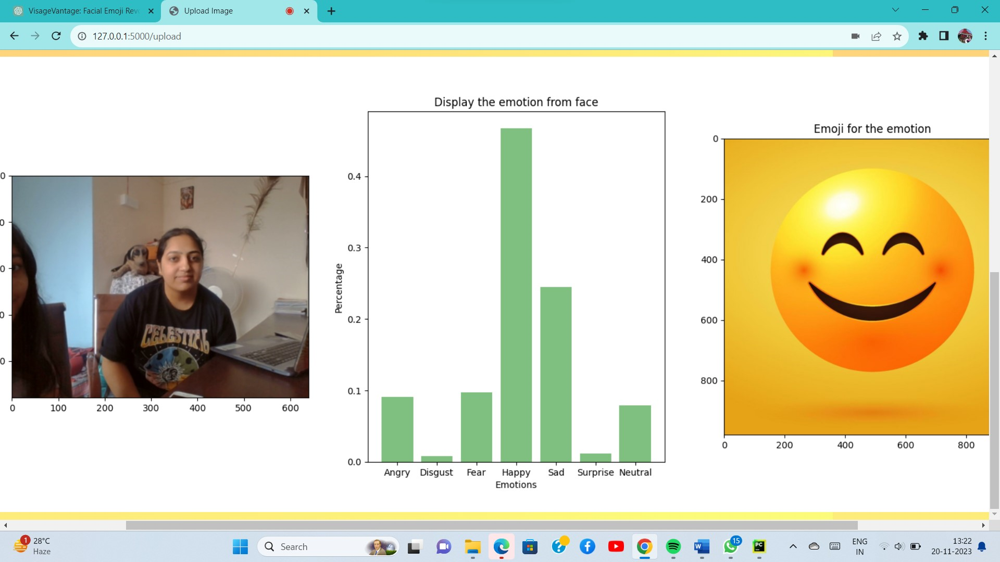 VisageVantage: Facial Emoji Rev
Upload Image
127.0.0.1:5000/upload
Display the emotion from face
Emoji for the emotion
0
200
400
600
800
0 200 400 600 800
0
0
0
0
0
0 100 200 300 400 500 600
CELESTIAL
Percentage
0.4
0.3
0.2
0.1
0.0
Angry Disgust Fear Happy Sad Surprise Neutral
Emotions
1
28°C
Haze
Search
W
15
PC
ENG
IN
13:22
20-11-2023